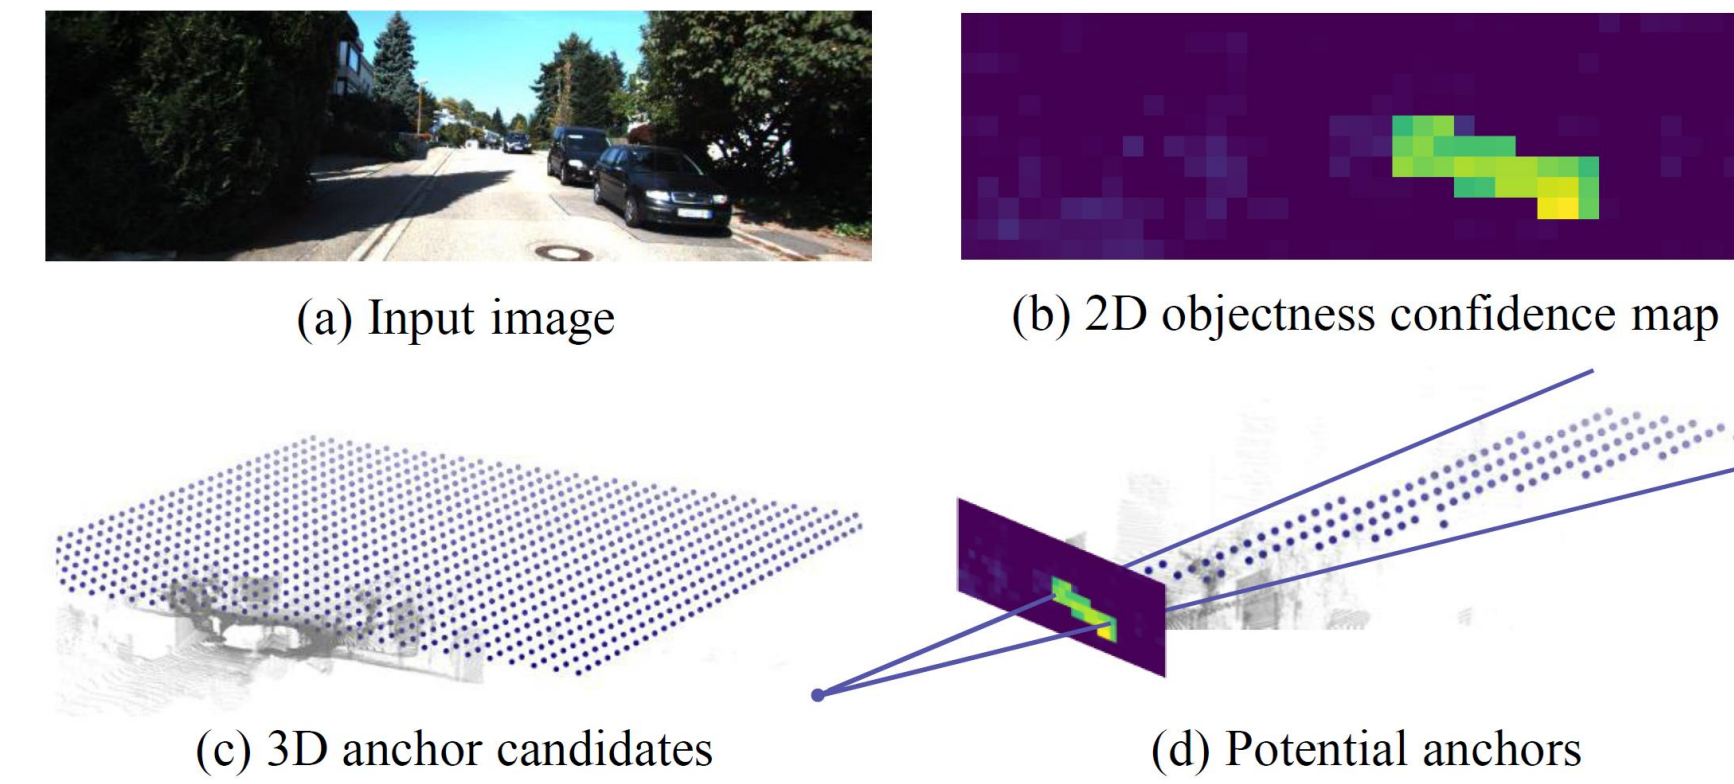 (a) Input image
(b) 2D objectness confidence map
(c) 3D anchor candidates
(d) Potential anchors